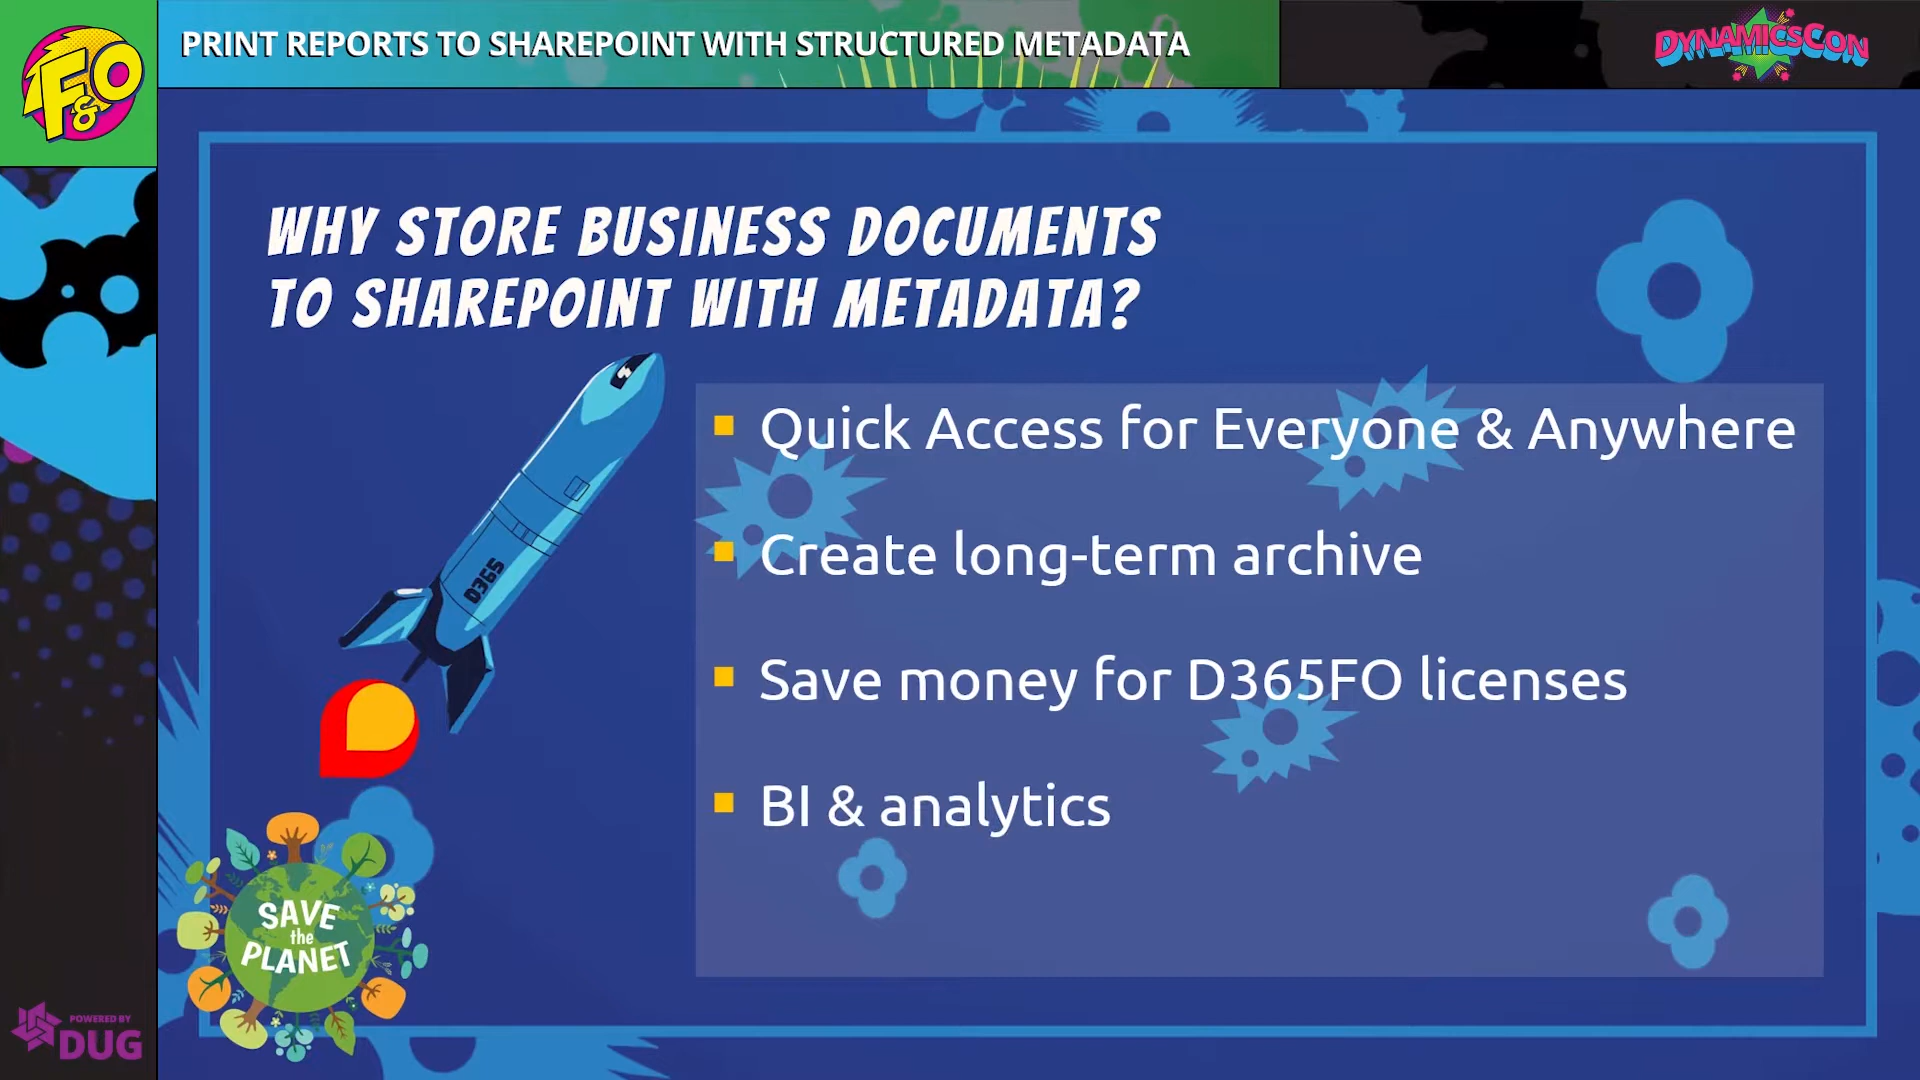 F&O
PRINT REPORTS TO SHAREPOINT WITH STRUCTURED METADATA
DYNAMICSCON
WHY STORE BUSINESS DOCUMENTS
TO SHAREPOINT WITH METADATA?
D365
Quick Access for Everyone & Anywhere
Create long-term archive
Save money for D365FO licenses
BI & analytics
SAVE
the
PLANET
POWERED BY
DUG